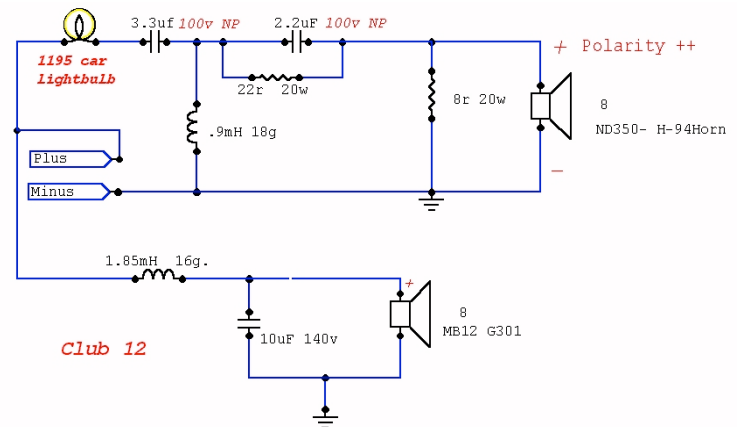 3.3uf 100v NP
2.2uF 100v NP
+ Polarity ++
1195 car
lightbulb
22r 20w
8r 20w
8
.9mH 18g
ND350- H-94Horn
Plus
Minus
–
1.85mH 16g.
+
8
10uF 140v
MB12 G301
Club 12